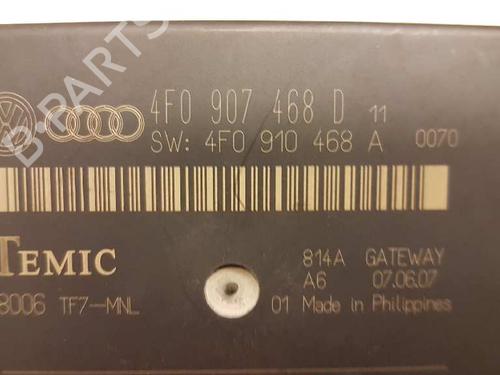 B-PARTS
4F0 907 468 D 11
SW: 4F0 910 468 A 0070
TEMIC
814A GATEWAY
A6 07.06.07
8006 TF7-MNL
01 Made in Philippines